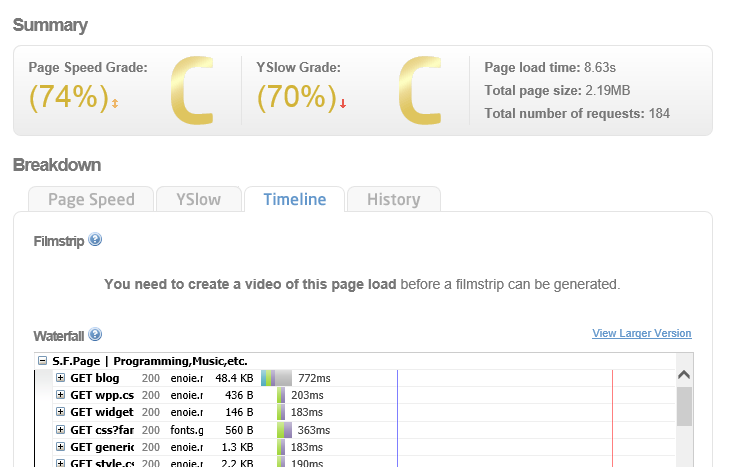 Summary
Page Speed Grade:
(74%)
C
YSlow Grade:
(70%)
C
Page load time: 8.63s
Total page size: 2.19MB
Total number of requests: 184
Breakdown
Page Speed
YSlow
Timeline
History
Filmstrip
You need to create a video of this page load before a filmstrip can be generated.
Waterfall
View Larger Version
S.F.Page | Programming,Music,etc.
GET blog 200 enoie.r 48.4 KB 772ms
GET wpp.cs 200 enoie.r 436 B 203ms
GET widget 200 enoie.r 146 B 183ms
GET css?far 200 fonts.g 560 B 363ms
GET generic 200 enoie.r 1.3 KB 183ms
GET style.cs 200 enoie.r 2.2 KB 190ms